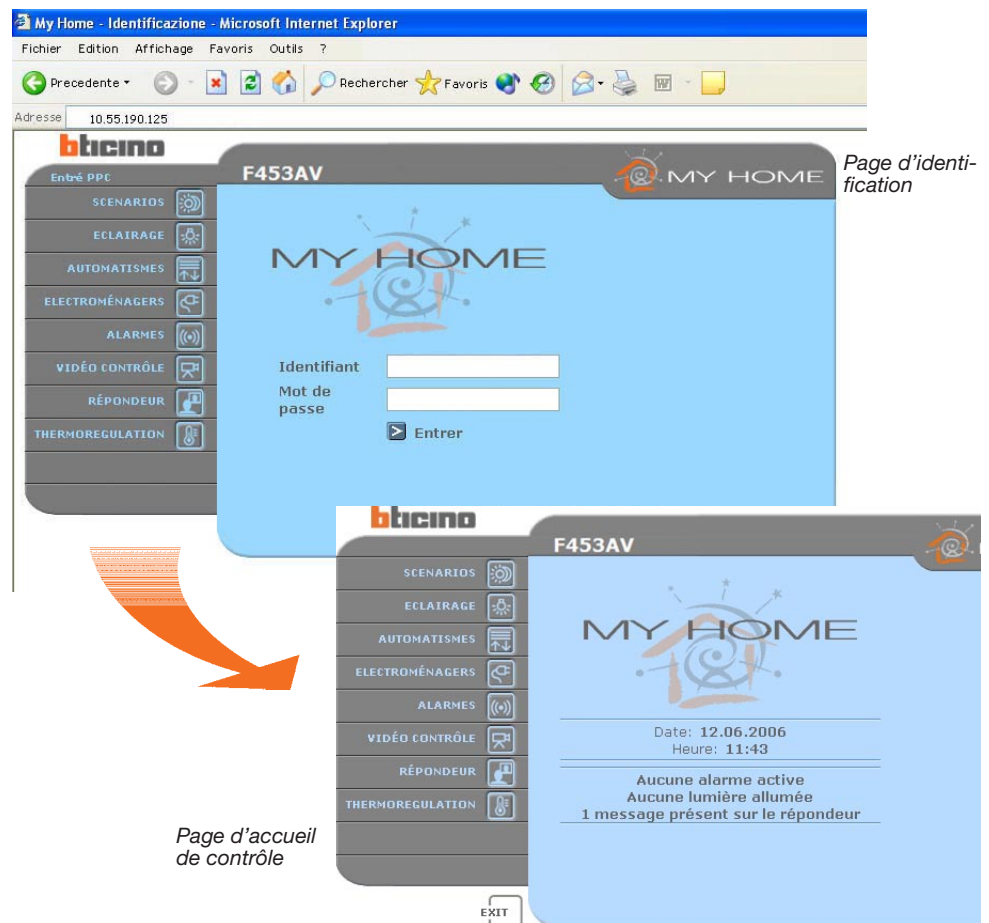 My Home - Identificazione - Microsoft Internet Explorer
Fichier Edition Affichage Favoris Outils ?
Precedente Rechercher Favoris
Adresse 10.55.190.125
bticino
Entré PPC
F453AV
MY HOME
Page d'identi-
fication
SCENARIOS
ECLAIRAGE
AUTOMATISMES
ELECTROMÉNAGERS
ALARMES
VIDÉO CONTRÔLE
RÉPONDEUR
THERMOREGULATION
MY HOME
Identifiant
Mot de
passe
Entrer
bticino
F453AV
SCENARIOS
ECLAIRAGE
AUTOMATISMES
ELECTROMÉNAGERS
ALARMES
VIDÉO CONTRÔLE
RÉPONDEUR
THERMOREGULATION
MY HOME
Date: 12.06.2006
Heure: 11:43
Aucune alarme active
Aucune lumière allumée
1 message présent sur le répondeur
Page d'accueil
de contrôle
EXIT